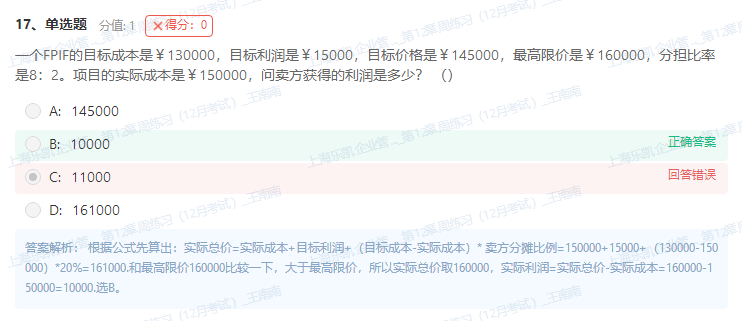 17、单选题 分值: 1 ×得分：0
一个FPIF的目标成本是￥130000，目标利润是￥15000，目标价格是￥145000，最高限价是￥160000，分担比率
是8：2。项目的实际成本是￥150000，问卖方获得的利润是多少？ （）
A: 145000
B: 10000 正确答案
C: 11000 回答错误
D: 161000
答案解析： 根据公式先算出：实际总价=实际成本+目标利润+（目标成本-实际成本）* 卖方分摊比例=150000+15000+（130000-150
000）*20%=161000.和最高限价160000比较一下，大于最高限价，所以实际总价取160000，实际利润=实际总价-实际成本=160000-1
50000=10000.选B。